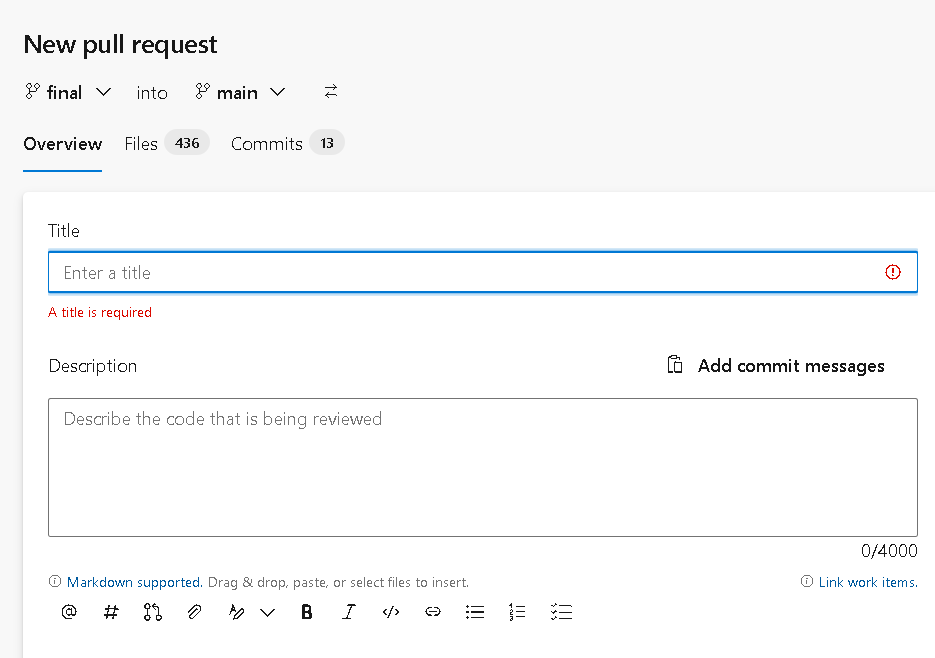 New pull request
final into main
Overview Files 436 Commits 13
Title
Enter a title
A title is required
Description Add commit messages
Describe the code that is being reviewed
0/4000
Markdown supported. Drag & drop, paste, or select files to insert. Link work items.
@ # B I </>